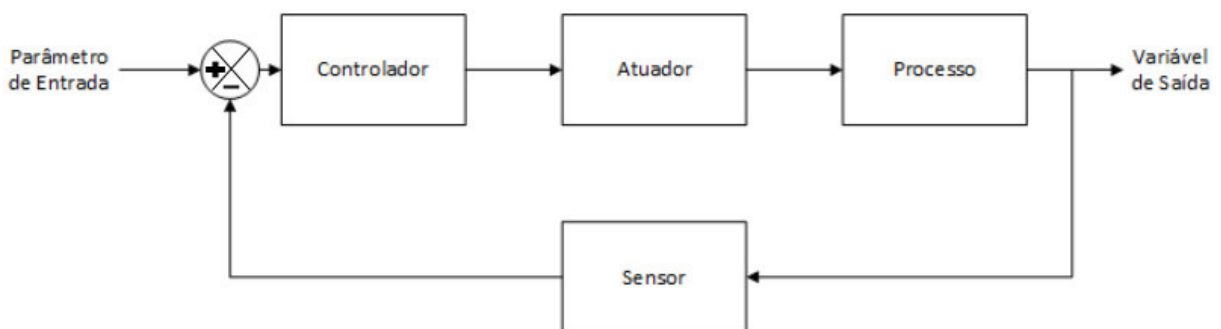 Parâmetro
de Entrada
+
-
Controlador
Atuador
Processo
Variável
de Saída
Sensor